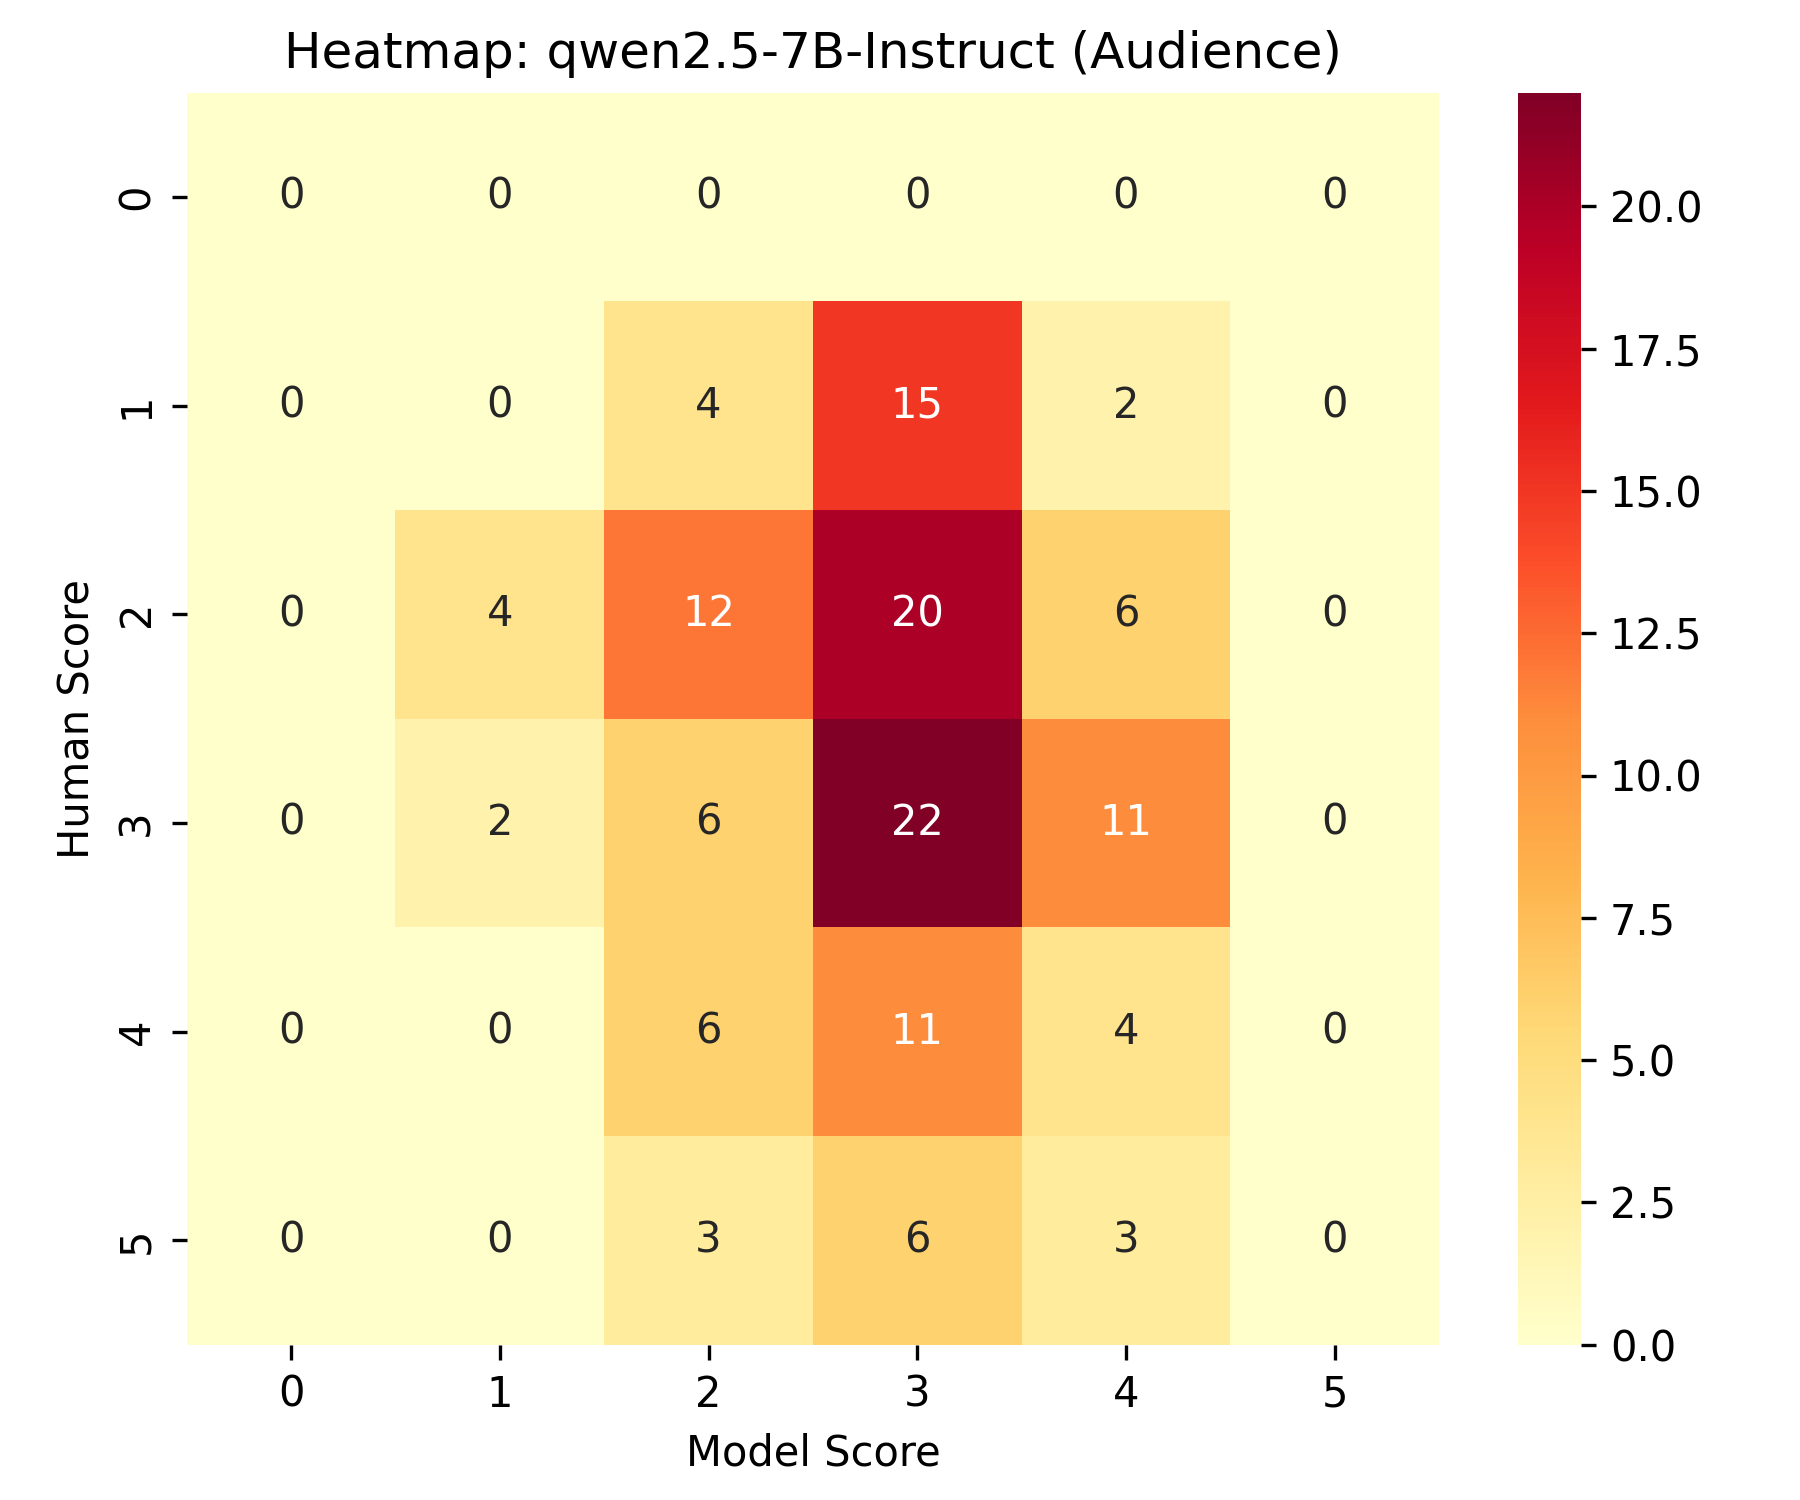 Heatmap: qwen2.5-7B-Instruct (Audience)
0 0 0 0 0 0 0
1 0 0 4 15 2 0
2 0 4 12 20 6 0
3 0 2 6 22 11 0
4 0 0 6 11 4 0
5 0 0 3 6 3 0
0 1 2 3 4 5
Model Score
Human Score
20.0
17.5
15.0
12.5
10.0
7.5
5.0
2.5
0.0